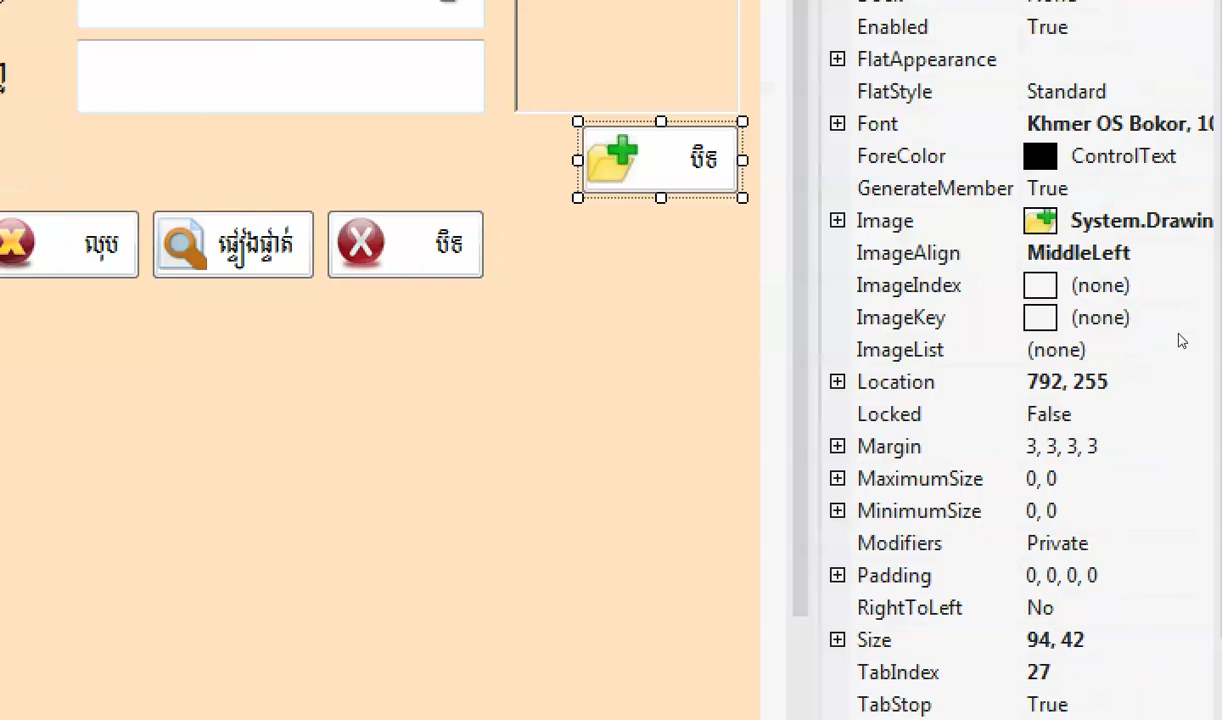 Enabled True
FlatAppearance
FlatStyle Standard
Font Khmer OS Bokor, 10
ForeColor ControlText
បិទ
GenerateMember True
Image System.Drawin
ImageAlign MiddleLeft
លុប ផ្ទៀងផ្ទាត់ បិទ
ImageIndex (none)
ImageKey (none)
ImageList (none)
Location 792, 255
Locked False
Margin 3, 3, 3, 3
MaximumSize 0, 0
MinimumSize 0, 0
Modifiers Private
Padding 0, 0, 0, 0
RightToLeft No
Size 94, 42
TabIndex 27
TabStop True